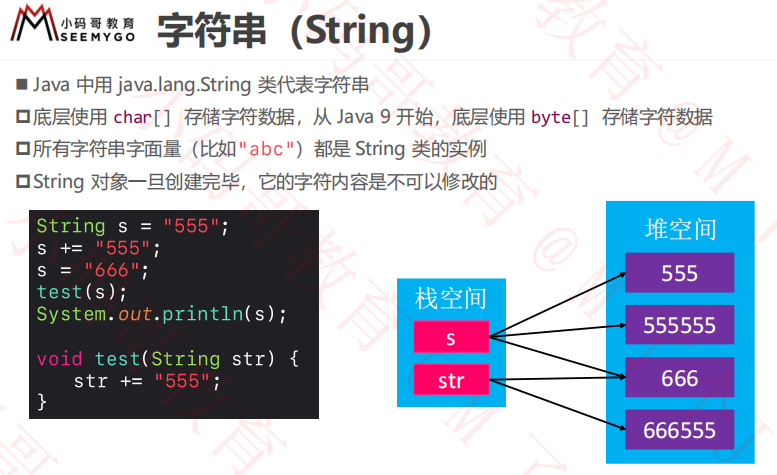 小码哥教育
SEEMYGO
字符串（String）
Java 中用 java.lang.String 类代表字符串
底层使用 char[] 存储字符数据，从 Java 9 开始，底层使用 byte[] 存储字符数据
所有字符串字面量（比如"abc"）都是 String 类的实例
String 对象一旦创建完毕，它的字符内容是不可以修改的
String s = "555";
s += "555";
s = "666";
test(s);
System.out.println(s);
void test(String str) {
str += "555";
}
栈空间
s
str
堆空间
555
555555
666
666555